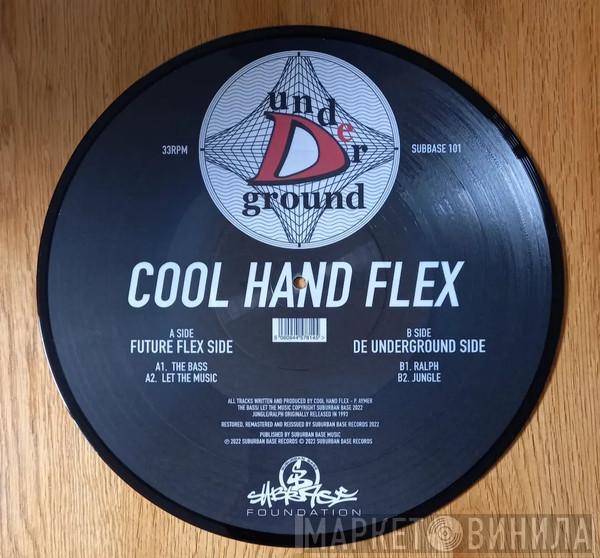 unDer
ground
33RPM
SUBBASE 101
COOL HAND FLEX
A SIDE
FUTURE FLEX SIDE
A1. THE BASS
A2. LET THE MUSIC
5 060944 578145 >
B SIDE
DE UNDERGROUND SIDE
B1. RALPH
B2. JUNGLE
ALL TRACKS WRITTEN AND PRODUCED BY COOL HAND FLEX - P. AYMER
THE BASS/ LET THE MUSIC COPYRIGHT SUBURBAN BASE 2022
JUNGLE/RALPH ORIGINALLY RELEASED IN 1993
RESTORED, REMASTERED AND REISSUED BY SUBURBAN BASE RECORDS 2022
PUBLISHED BY SUBURBAN BASE MUSIC
℗ 2022 SUBURBAN BASE RECORDS © 2022 SUBURBAN BASE RECORDS
SUBBASE
FOUNDATION
МАРКЕТ ВИНИЛА